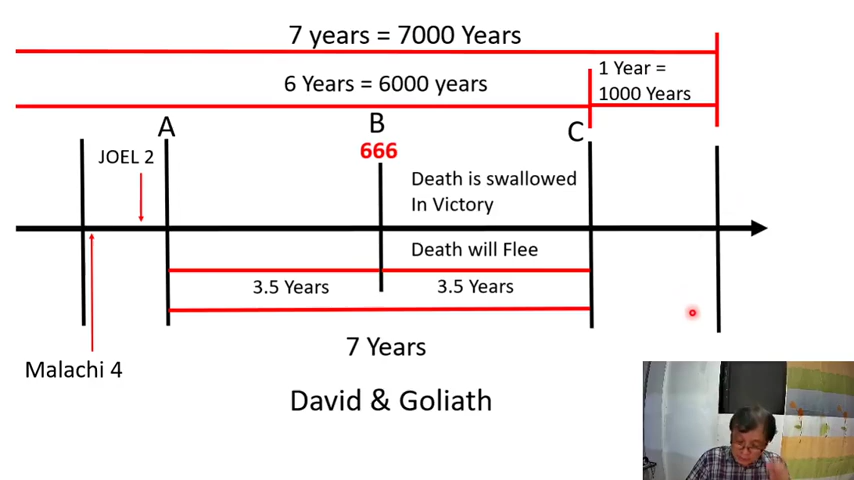 7 years = 7000 Years
6 Years = 6000 years
1 Year =
1000 Years
A
B
C
666
JOEL 2
Death is swallowed
In Victory
Death will Flee
3.5 Years
3.5 Years
7 Years
Malachi 4
David & Goliath